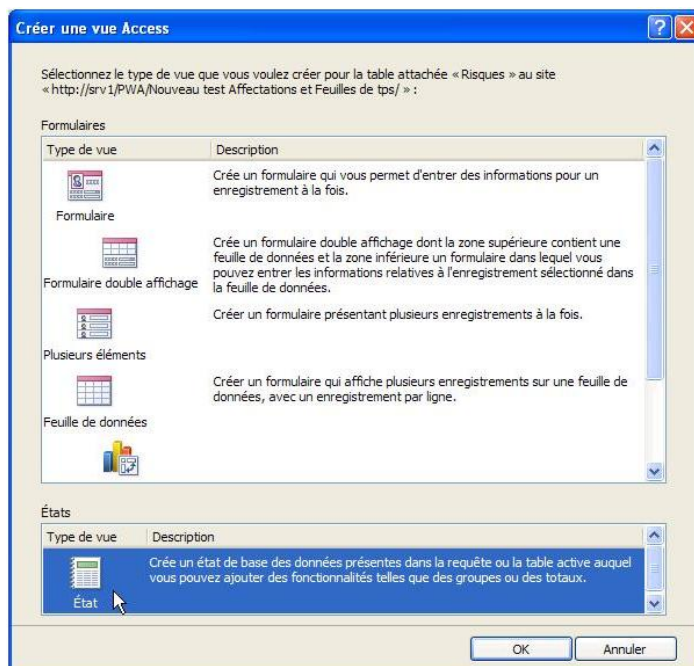 Créer une vue Access
Sélectionnez le type de vue que vous voulez créer pour la table attachée « Risques » au site
«http://srv1/PWA/Nouveau test Affectations et Feuilles de tps/ » :
Formulaires
Type de vue Description
Crée un formulaire qui vous permet d'entrer des informations pour un
enregistrement à la fois.
Formulaire
Crée un formulaire double affichage dont la zone supérieure contient une
feuille de données et la zone inférieure un formulaire dans lequel vous
pouvez entrer les informations relatives à l'enregistrement sélectionné dans
la feuille de données.
Formulaire double affichage
Créer un formulaire présentant plusieurs enregistrements à la fois.
Plusieurs éléments
Créer un formulaire qui affiche plusieurs enregistrements sur une feuille de
données, avec un enregistrement par ligne.
Feuille de données
États
Type de vue Description
Crée un état de base des données présentes dans la requête ou la table active auquel
vous pouvez ajouter des fonctionnalités telles que des groupes ou des totaux.
État
OK Annuler